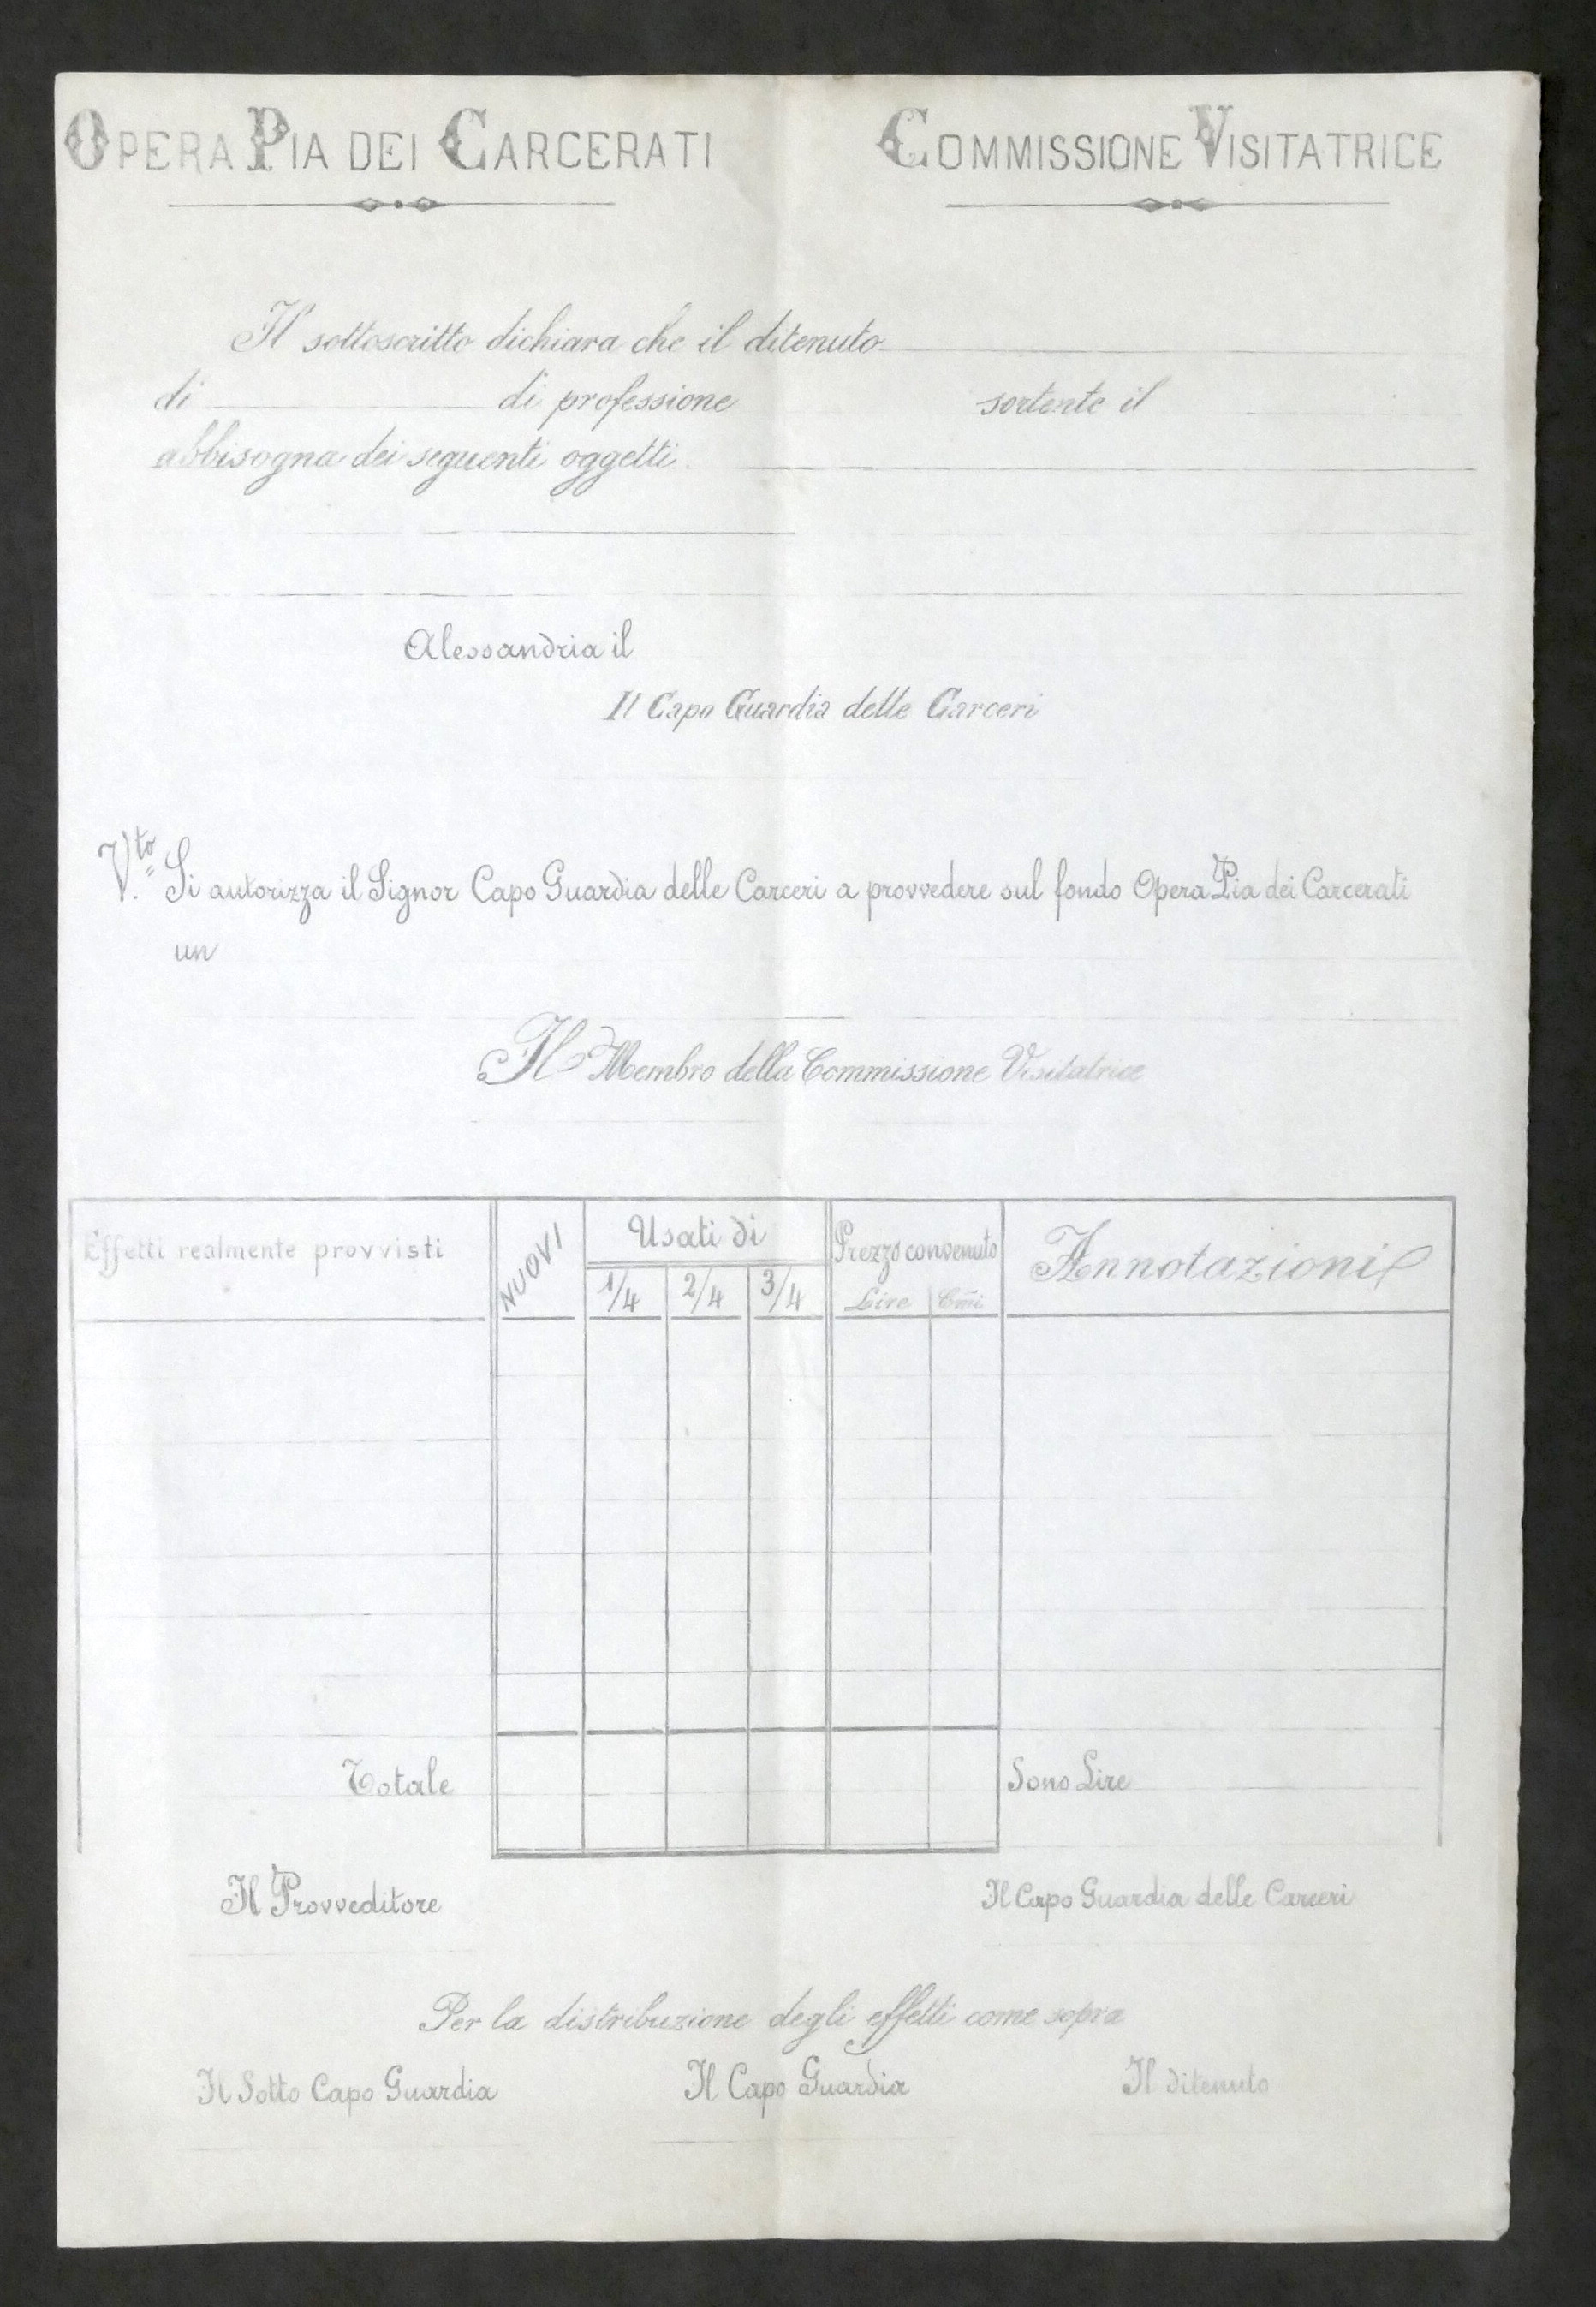 OPERA PIA DEI CARCERATI COMMISSIONE VISITATRICE
Il sottoscritto dichiara che il ditenuto
di di professione sortente il
abbisogna dei seguenti oggetti
Alessandria il
Il Capo Guardia delle Carceri
V.to Si autorizza il Signor Capo Guardia delle Carceri a provvedere sul fondo Opera Pia dei Carcerati
un
Il Membro della Commissione Visitatrice
Effetti realmente provvisti NUOVI Usati di Prezzo convenuto Annotazioni
1/4 2/4 3/4 Lire Cmi
Totale Sono Lire
Il Provveditore Il Capo Guardia delle Carceri
Per la distribuzione degli effetti come sopra
Il Sotto Capo Guardia Il Capo Guardia Il ditenuto